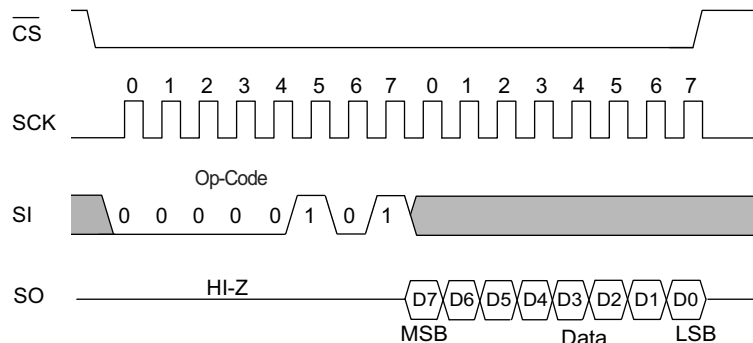 CS
0 1 2 3 4 5 6 7 0 1 2 3 4 5 6 7
SCK
Op-Code
SI 0 0 0 0 0 1 0 1
HI-Z
SO D7 D6 D5 D4 D3 D2 D1 D0
MSB Data LSB